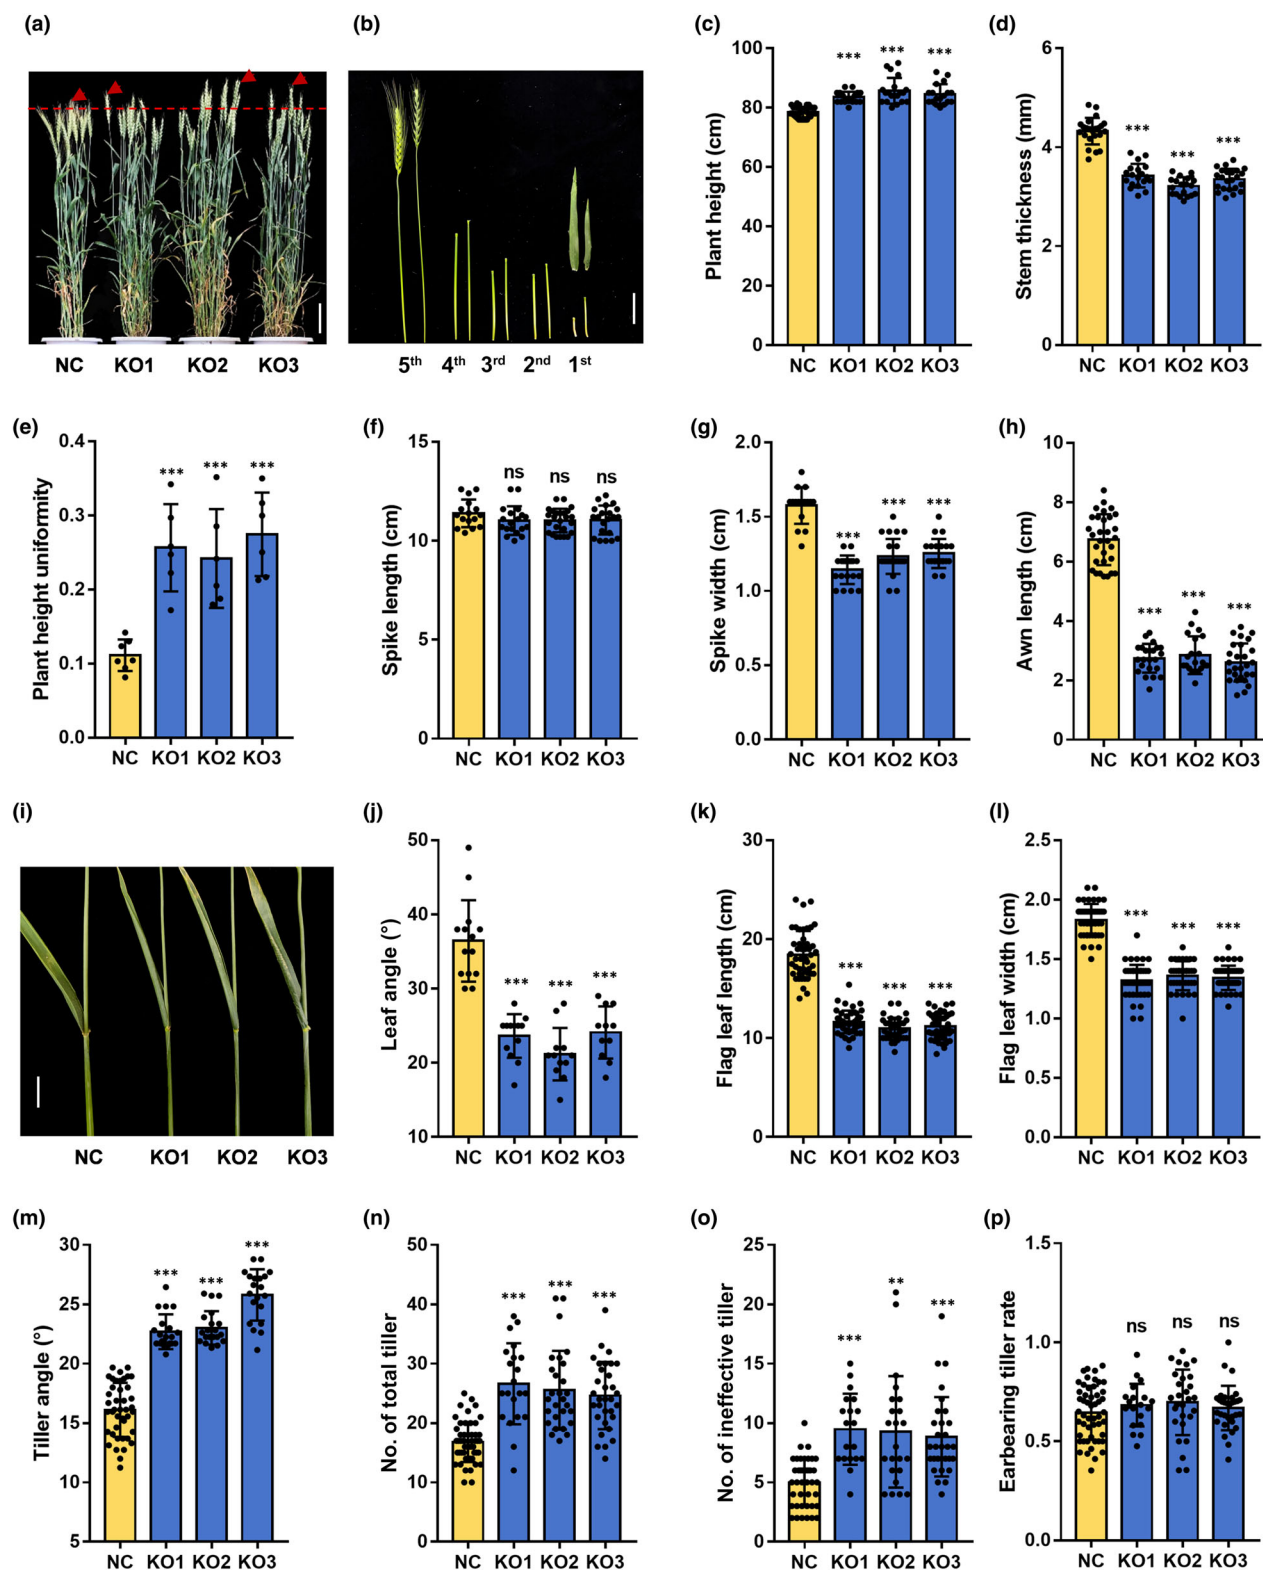 (a)
NC KO1 KO2 KO3
(b)
5th 4th 3rd 2nd 1st
(c)
Plant height (cm)
100
80
60
40
20
0
*** *** ***
NC KO1 KO2 KO3
(d)
Stem thickness (mm)
6
4
2
0
*** *** ***
NC KO1 KO2 KO3
(e)
Plant height uniformity
0.4
0.3
0.2
0.1
0.0
*** *** ***
NC KO1 KO2 KO3
(f)
Spike length (cm)
15
10
5
0
ns ns ns
NC KO1 KO2 KO3
(g)
Spike width (cm)
2.0
1.5
1.0
0.5
0.0
*** *** ***
NC KO1 KO2 KO3
(h)
Awn length (cm)
10
8
6
4
2
0
*** *** ***
NC KO1 KO2 KO3
(i)
NC KO1 KO2 KO3
(j)
Leaf angle (°)
50
40
30
20
10
*** *** ***
NC KO1 KO2 KO3
(k)
Flag leaf length (cm)
30
20
10
0
*** *** ***
NC KO1 KO2 KO3
(l)
Flag leaf width (cm)
2.5
2.0
1.5
1.0
0.5
0.0
*** *** ***
NC KO1 KO2 KO3
(m)
Tiller angle (°)
30
25
20
15
10
5
*** *** ***
NC KO1 KO2 KO3
(n)
No. of total tiller
50
40
30
20
10
0
*** *** ***
NC KO1 KO2 KO3
(o)
No. of ineffective tiller
25
20
15
10
5
0
*** ** ***
NC KO1 KO2 KO3
(p)
Earbearing tiller rate
1.5
1.0
0.5
0.0
ns ns ns
NC KO1 KO2 KO3